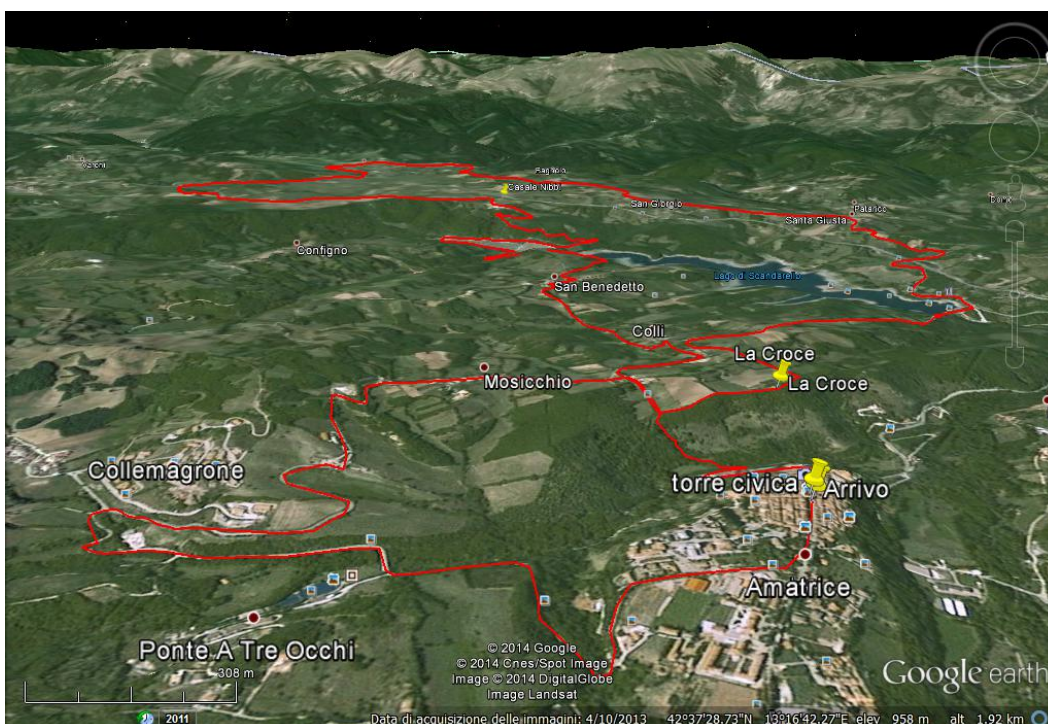 Casale Nibbi
San Giorgio
Santa Giusta
Patarico
Configno
Lago di Scandarello
San Benedetto
Colli
La Croce
Mosicchio
La Croce
Collemagrone
torre civica
Arrivo
Amatrice
Ponte A Tre Occhi
308 m
© 2014 Google
© 2014 Cnes/Spot Image
Image © 2014 DigitalGlobe
Image Landsat
Google earth
2011
Data di acquisizione delle immagini: 4/10/2013 42°37'28.73"N 13°16'42.27"E elev. 958 m alt 1.92 km